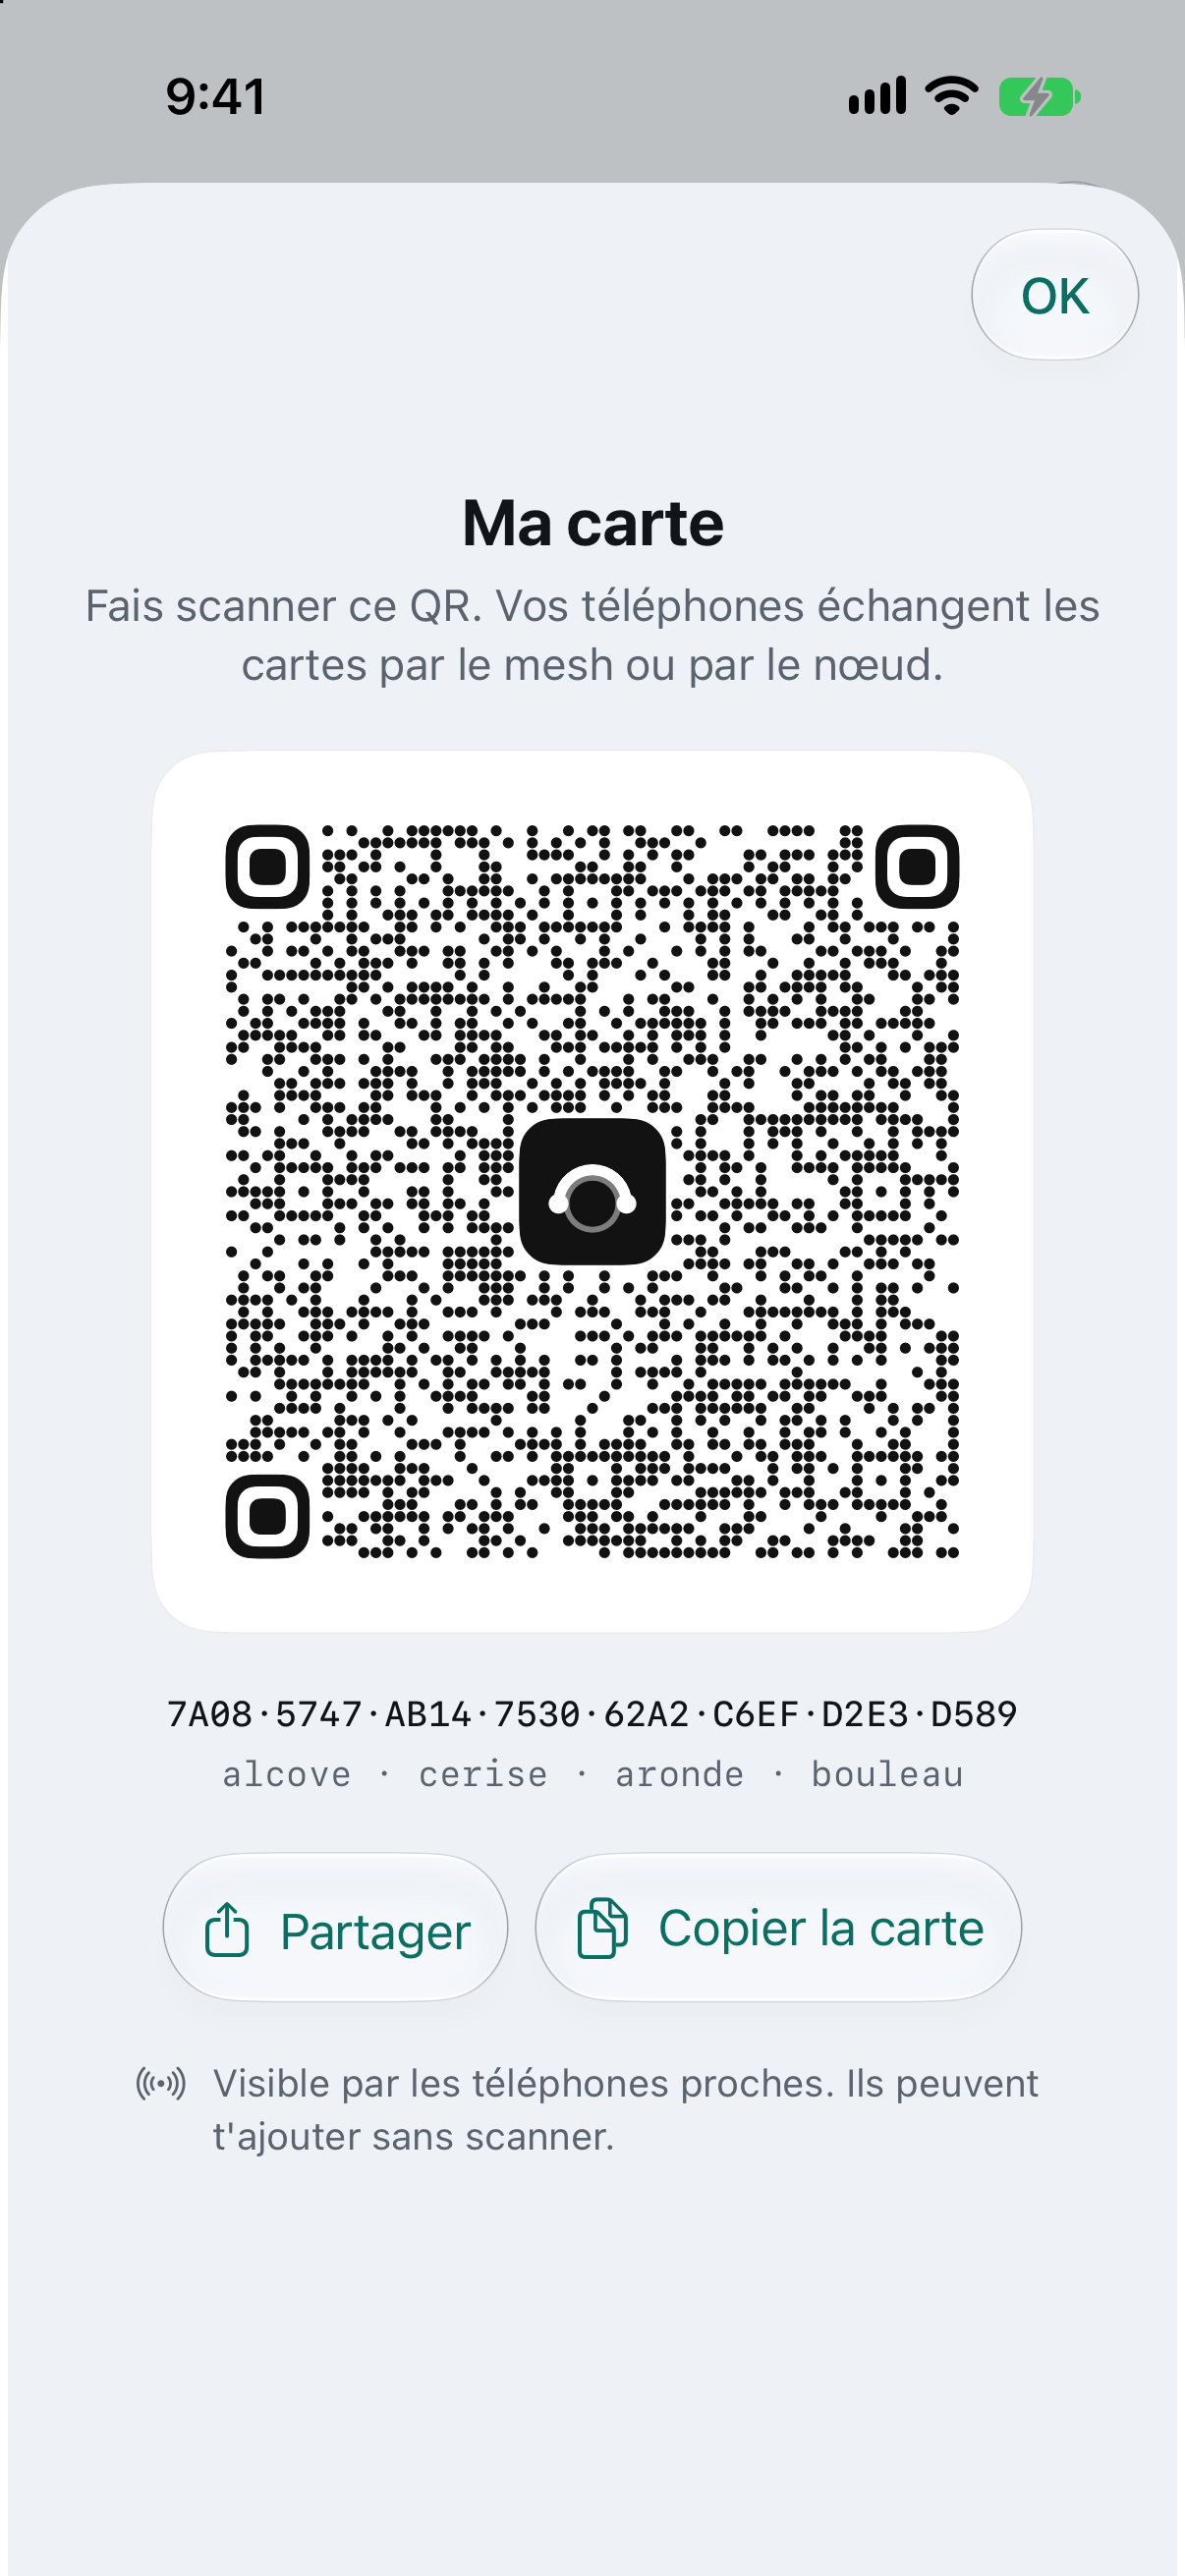 9:41
OK
Ma carte
Fais scanner ce QR. Vos téléphones échangent les
cartes par le mesh ou par le nœud.
7A08·5747·AB14·7530·62A2·C6EF·D2E3·D589
alcove · cerise · aronde · bouleau
Partager
Copier la carte
Visible par les téléphones proches. Ils peuvent
t'ajouter sans scanner.